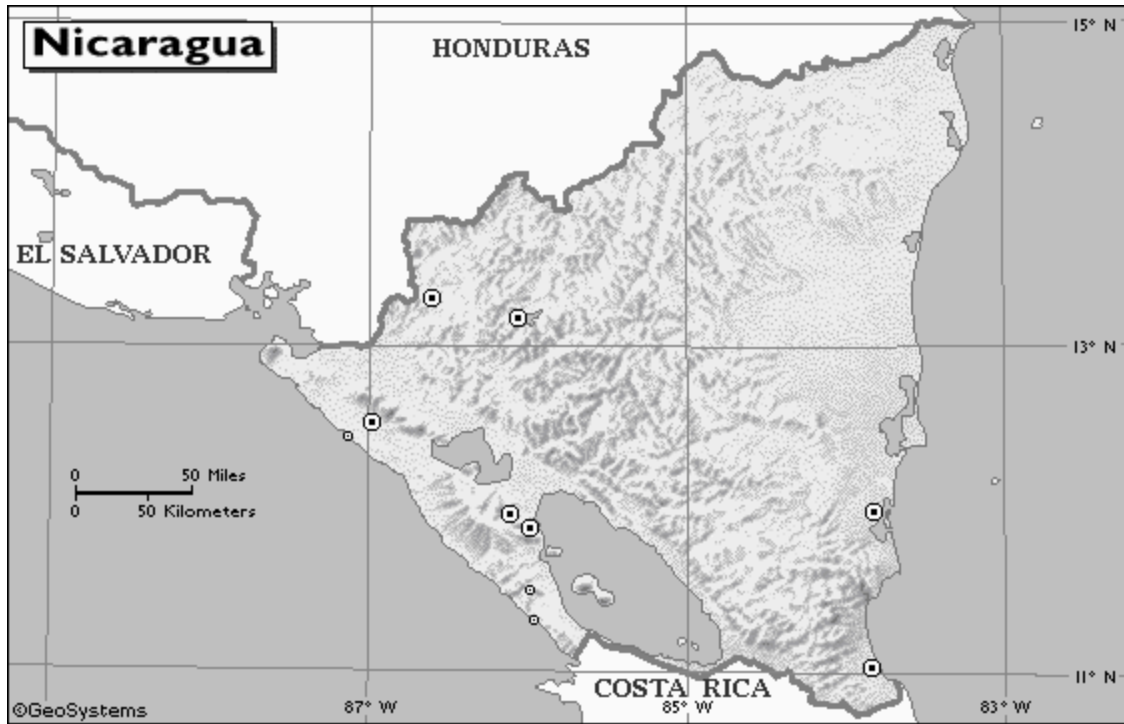 Nicaragua
HONDURAS
15° N
EL SALVADOR
13° N
0 50 Miles
0 50 Kilometers
11° N
COSTA RICA
©GeoSystems
87° W
85° W
83° W